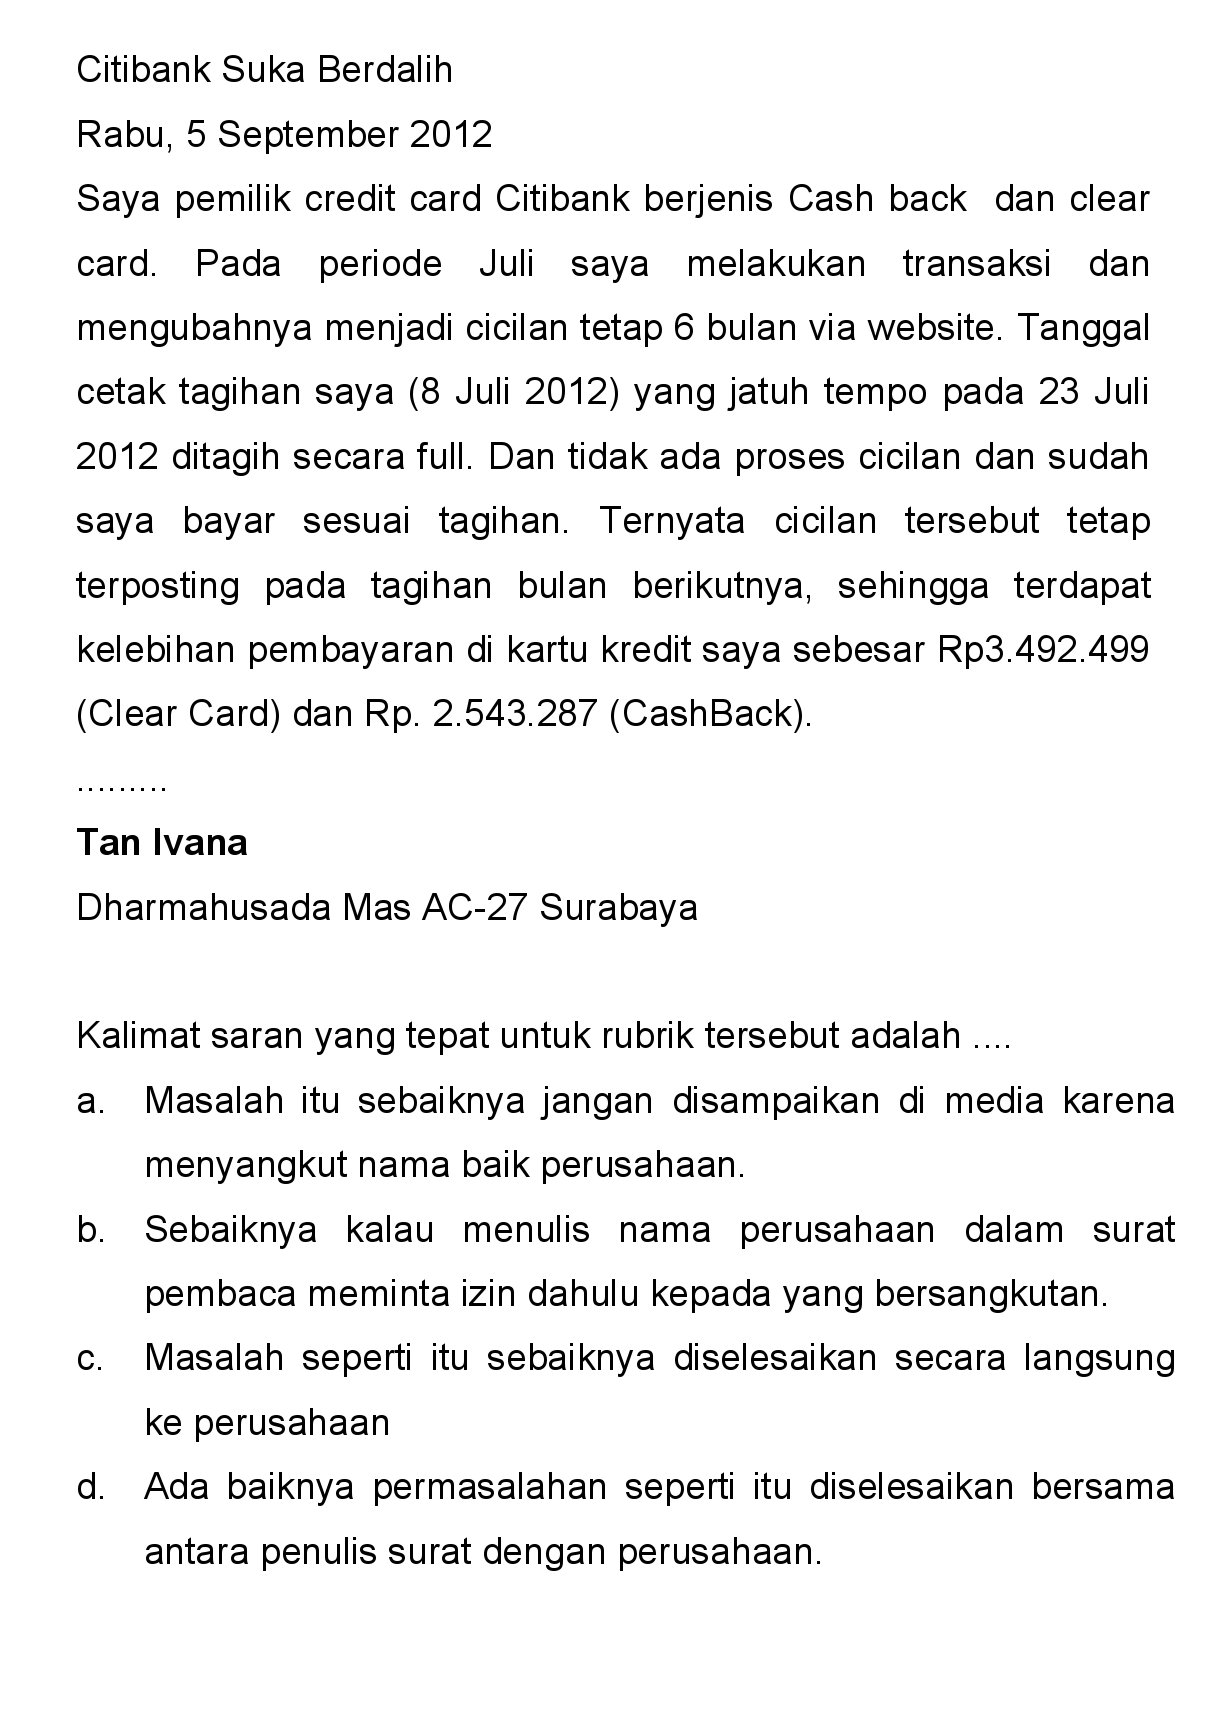 Citibank Suka Berdalih
Rabu, 5 September 2012
Saya pemilik credit card Citibank berjenis Cash back  dan clear
card. Pada periode Juli saya melakukan transaksi dan
mengubahnya menjadi cicilan tetap 6 bulan via website. Tanggal
cetak tagihan saya (8 Juli 2012) yang jatuh tempo pada 23 Juli
2012 ditagih secara full. Dan tidak ada proses cicilan dan sudah
saya bayar sesuai tagihan. Ternyata cicilan tersebut tetap
terposting pada tagihan bulan berikutnya, sehingga terdapat
kelebihan pembayaran di kartu kredit saya sebesar Rp3.492.499
(Clear Card) dan Rp. 2.543.287 (CashBack).
.........
Tan Ivana
Dharmahusada Mas AC-27 Surabaya
Kalimat saran yang tepat untuk rubrik tersebut adalah ....
a. Masalah itu sebaiknya jangan disampaikan di media karena
menyangkut nama baik perusahaan.
b. Sebaiknya kalau menulis nama perusahaan dalam surat
pembaca meminta izin dahulu kepada yang bersangkutan.
c. Masalah seperti itu sebaiknya diselesaikan secara langsung
ke perusahaan
d. Ada baiknya permasalahan seperti itu diselesaikan bersama
antara penulis surat dengan perusahaan.